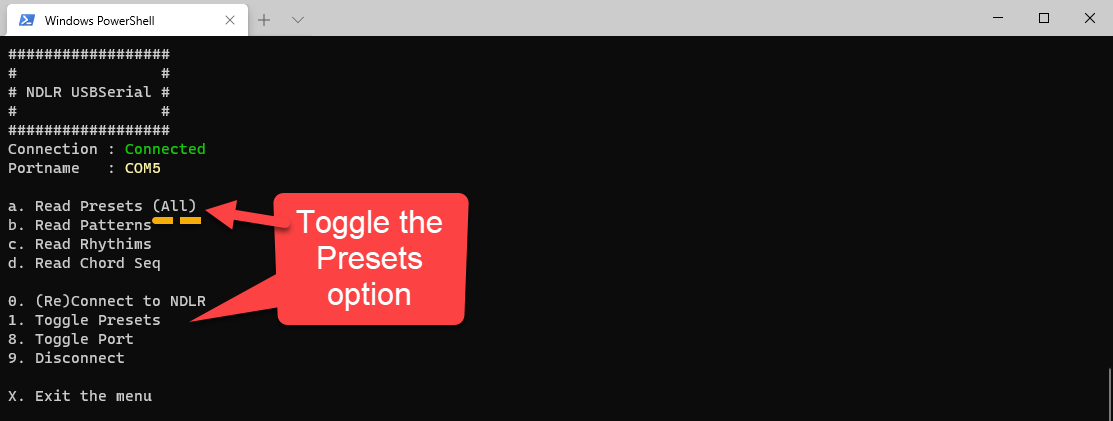 Windows PowerShell
##################
#                #
# NDLR USBSerial #
#                #
##################
Connection : Connected
Portname   : COM5
a. Read Presets (All)
b. Read Patterns
c. Read Rhythims
d. Read Chord Seq
Toggle the
Presets
option
0. (Re)Connect to NDLR
1. Toggle Presets
8. Toggle Port
9. Disconnect
X. Exit the menu